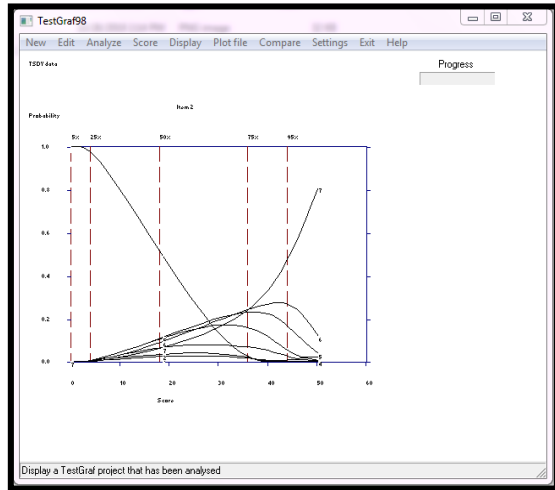 TestGraf98
New Edit Analyze Score Display Plot file Compare Settings Exit Help
TSDY data
Progress
Item 2
Probability
5% 25% 50% 75% 95%
1.0
0.8
7
0.6
0.4
0.2
6
5
0.0
4
0 10 20 30 40 50 60
Score
Display a TestGraf project that has been analysed